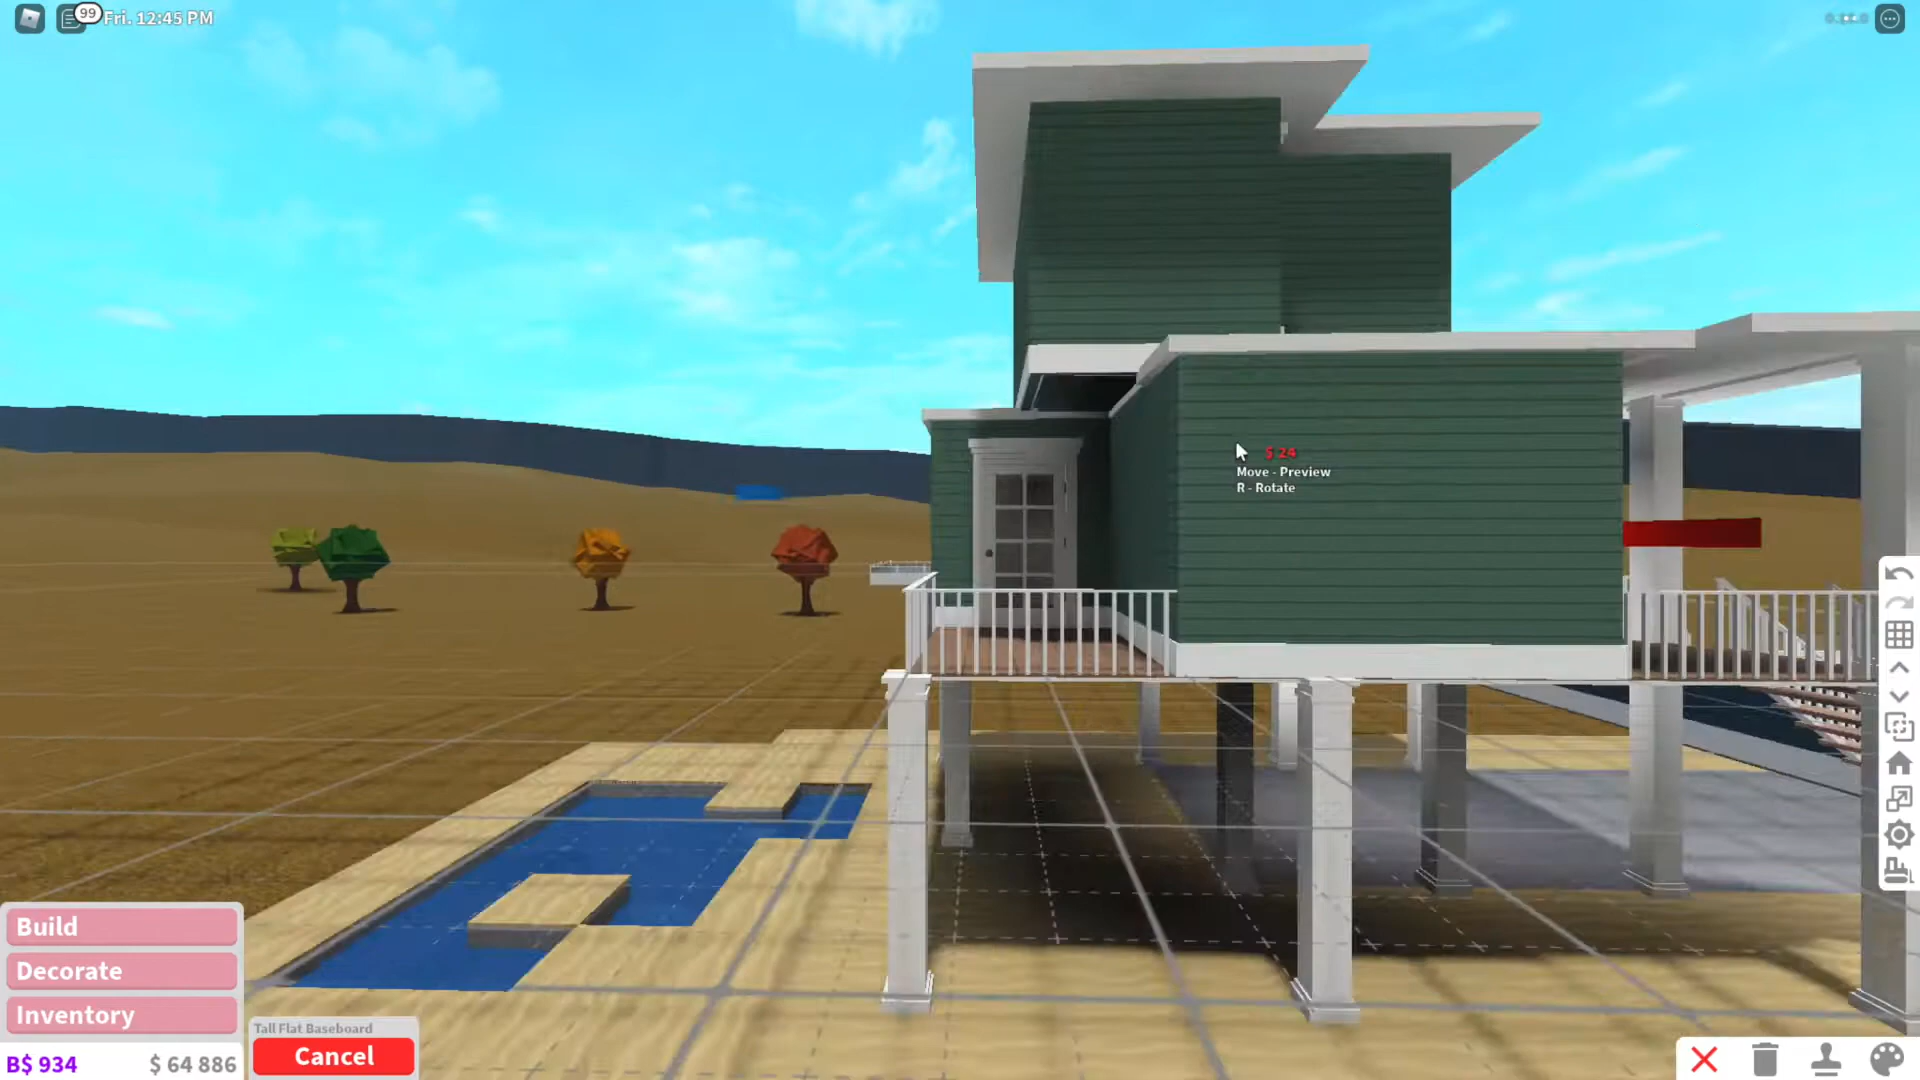 99
Fri. 12:45 PM
$ 24
Move - Preview
R - Rotate
Build
Decorate
Inventory
Tall Flat Baseboard
Cancel
B$ 934
$ 64 886